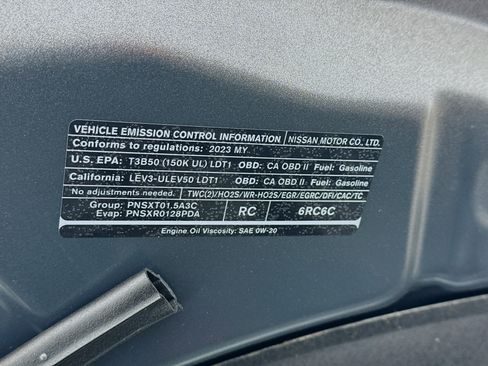 VEHICLE EMISSION CONTROL INFORMATION NISSAN MOTOR CO., LTD.
Conforms to regulations: 2023 MY
U.S. EPA: T3B50 (150K UL) LDT1 OBD: CA OBD II Fuel: Gasoline
California: LEV3-ULEV50 LDT1 OBD: CA OBD II Fuel: Gasoline
No adjustments needed. TWC(2)/HO2S/WR-HO2S/EGR/EGRC/DFI/CAC/TC
Group: PNSXT01.5A3C
Evap: PNSXR0128PDA RC 6RC6C
Engine Oil Viscosity: SAE 0W-20